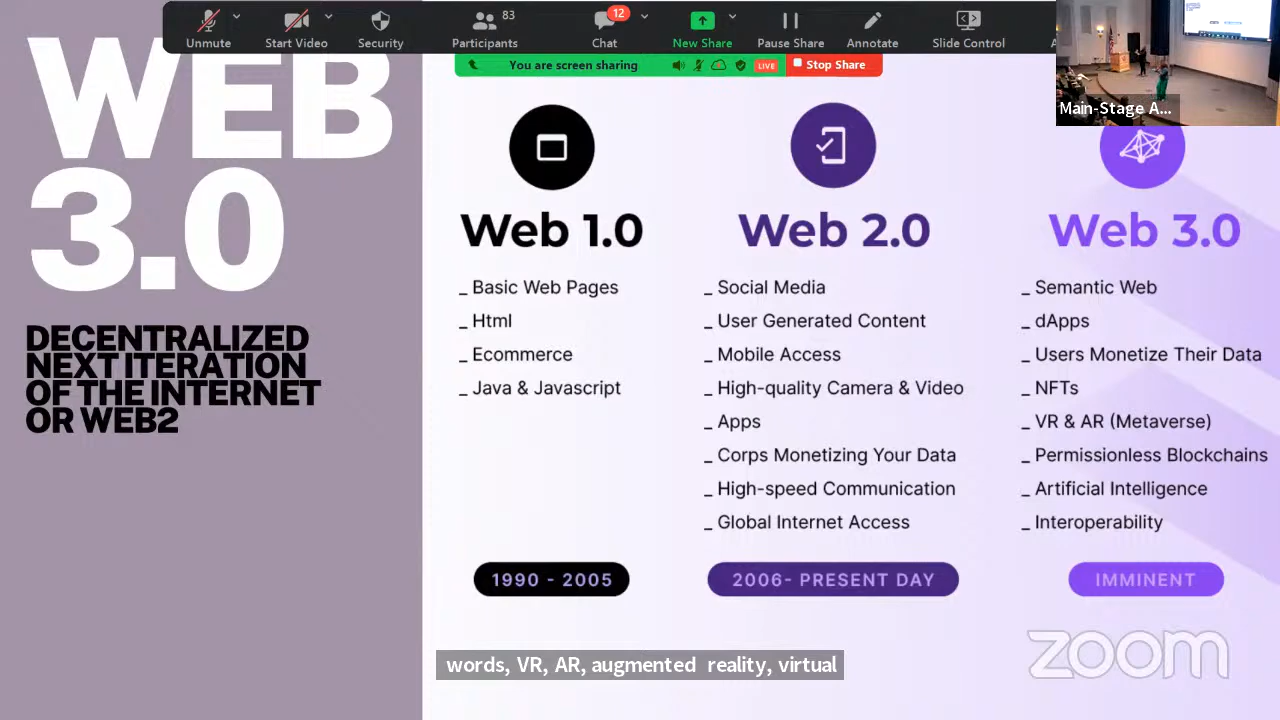 83
12
Unmute
Start Video
Security
Participants
Chat
New Share
Pause Share
Annotate
Slide Control
You are screen sharing
LIVE
Stop Share
Main-Stage A...
WEB
3.0
DECENTRALIZED
NEXT ITERATION
OF THE INTERNET
OR WEB2
Web 1.0
_ Basic Web Pages
_ Html
_ Ecommerce
_ Java & Javascript
1990 - 2005
Web 2.0
_ Social Media
_ User Generated Content
_ Mobile Access
_ High-quality Camera & Video
_ Apps
_ Corps Monetizing Your Data
_ High-speed Communication
_ Global Internet Access
2006- PRESENT DAY
Web 3.0
_ Semantic Web
_ dApps
_ Users Monetize Their Data
_ NFTs
_ VR & AR (Metaverse)
_ Permissionless Blockchains
_ Artificial Intelligence
_ Interoperability
IMMINENT
words, VR, AR, augmented reality, virtual
zoom